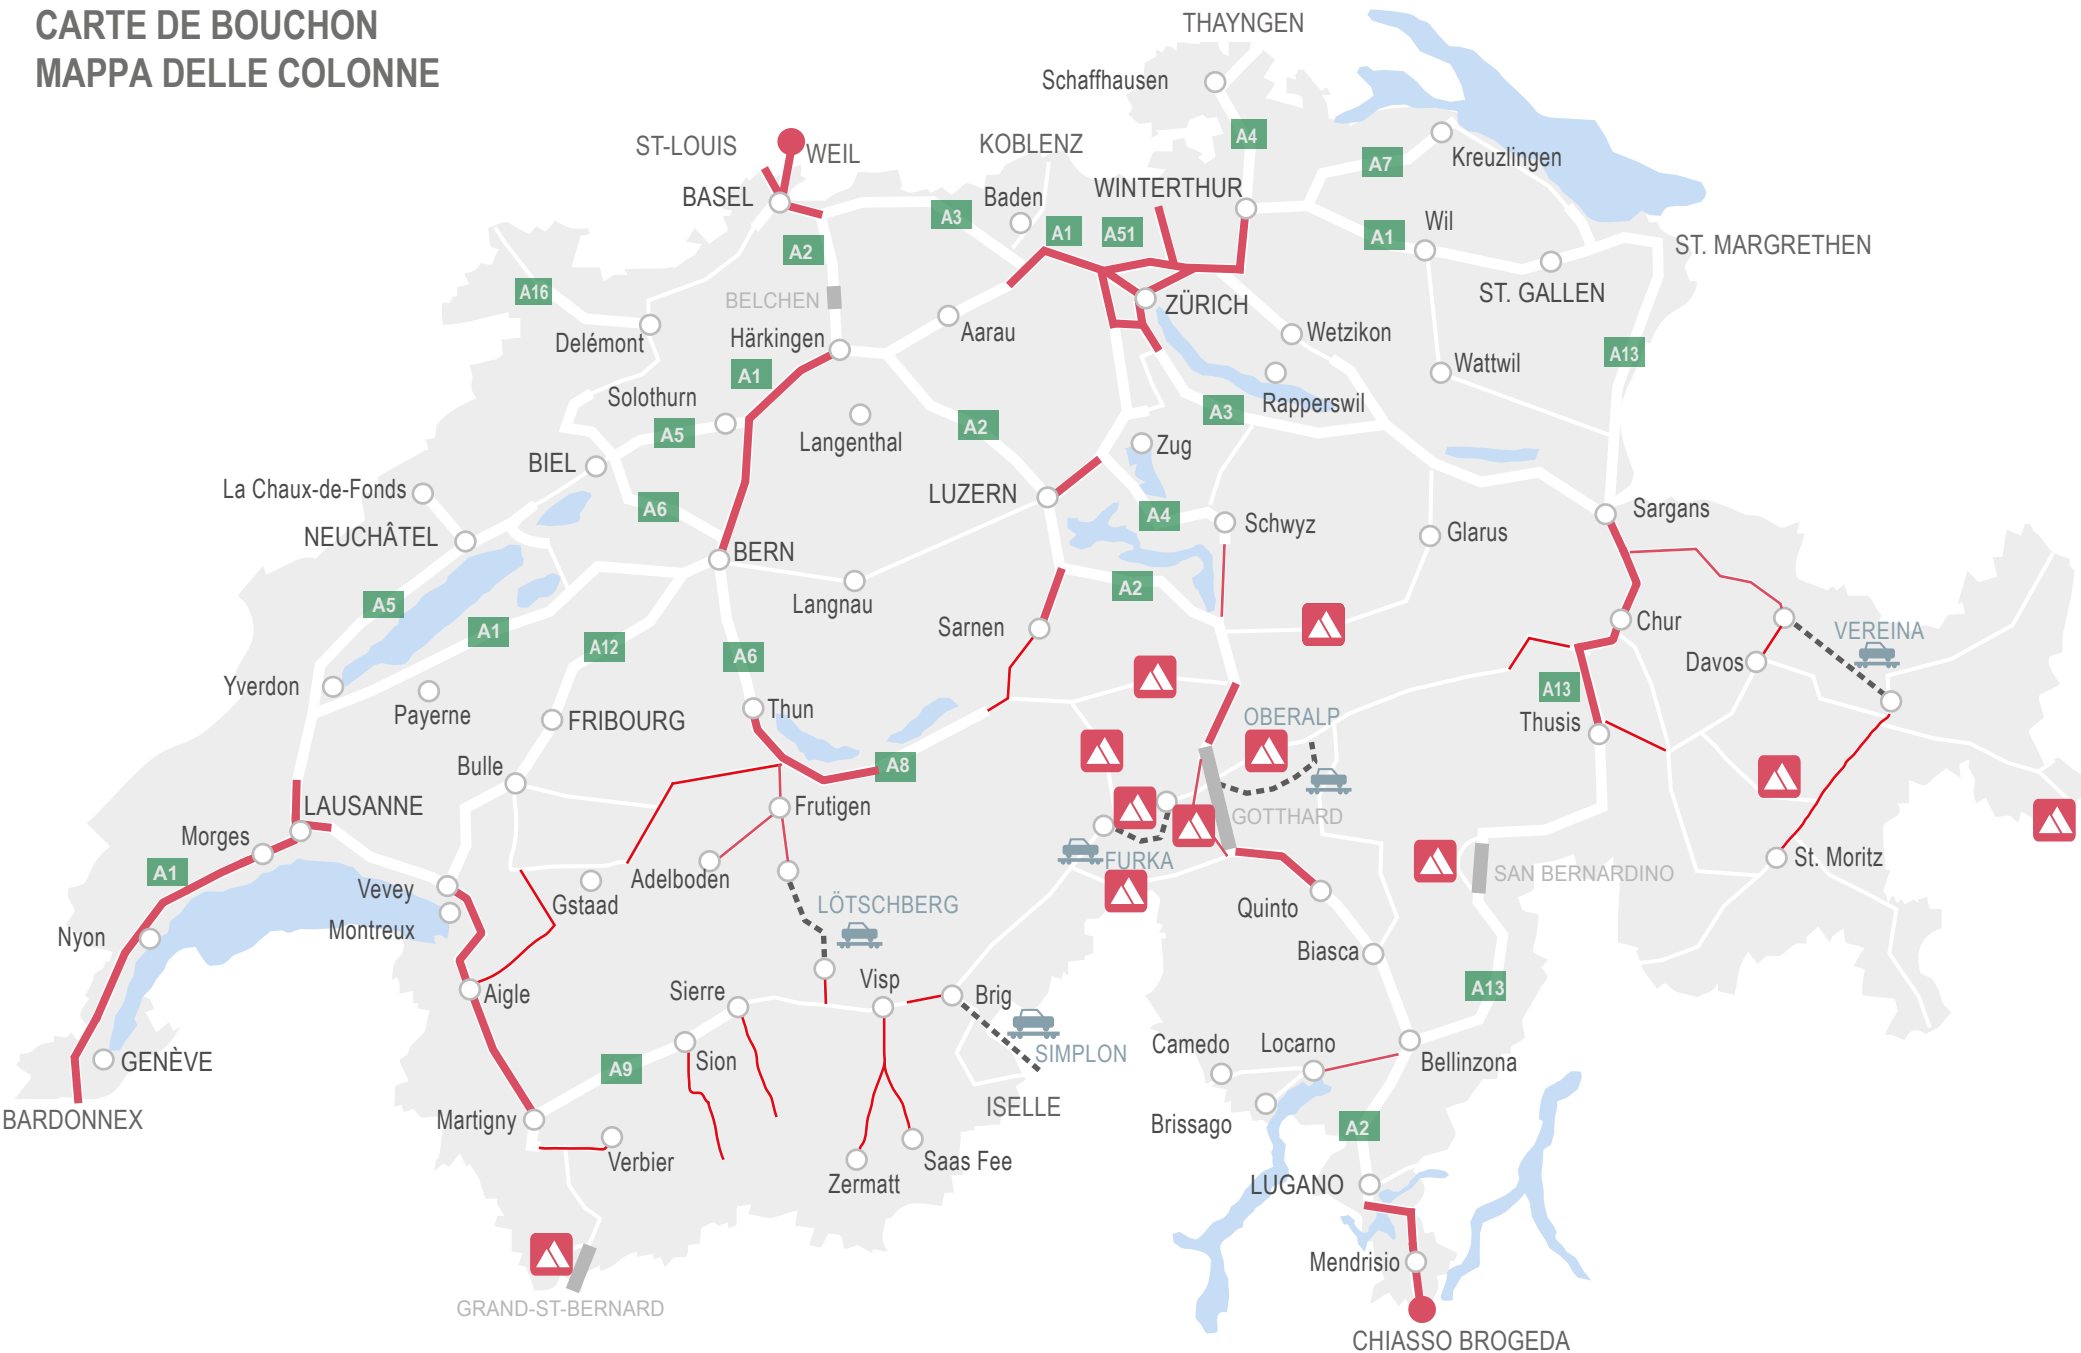 CARTE DE BOUCHON
MAPPA DELLE COLONNE
THAYNGEN
Schaffhausen
A4
ST-LOUIS
WEIL
KOBLENZ
A7
Kreuzlingen
BASEL
Baden
WINTERTHUR
A3
A1
A51
A1
Wil
ST. MARGRETHEN
A2
A16
BELCHEN
ZÜRICH
ST. GALLEN
Delémont
Härkingen
Aarau
Wetzikon
Wattwil
A13
A1
Solothurn
Langenthal
A2
A3
Rapperswil
A5
BIEL
Zug
La Chaux-de-Fonds
LUZERN
A6
A4
Schwyz
Glarus
Sargans
NEUCHÂTEL
BERN
A5
Langnau
A2
A1
Sarnen
Chur
VEREINA
A12
A6
Davos
Yverdon
Payerne
FRIBOURG
Thun
OBERALP
A13
Thusis
Bulle
A8
LAUSANNE
Frutigen
GOTTHARD
Morges
FURKA
St. Moritz
A1
Vevey
Gstaad
Adelboden
SAN BERNARDINO
Montreux
LÖTSCHBERG
Quinto
Nyon
Biasca
Aigle
Sierre
Visp
Brig
A13
GENÈVE
Sion
SIMPLON
Camedo
Locarno
Bellinzona
A9
BARDONNEX
Martigny
ISELLE
Brissago
A2
Verbier
Saas Fee
Zermatt
LUGANO
Mendrisio
GRAND-ST-BERNARD
CHIASSO BROGEDA